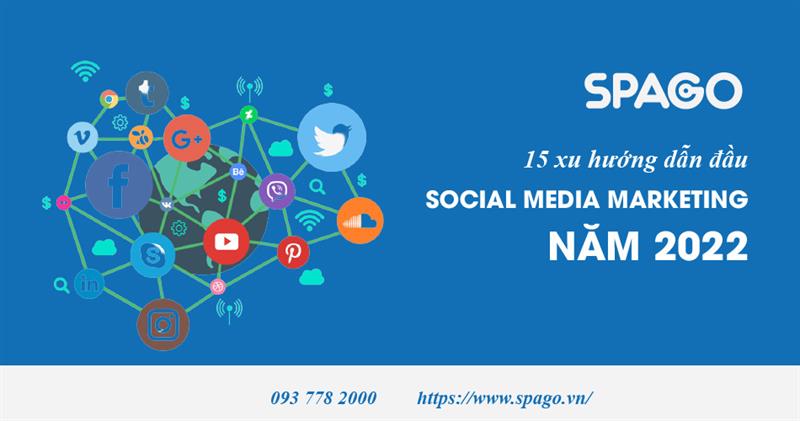 SPAGO
15 xu hướng dẫn đầu
SOCIAL MEDIA MARKETING
NĂM 2022
093 778 2000 https://www.spago.vn/